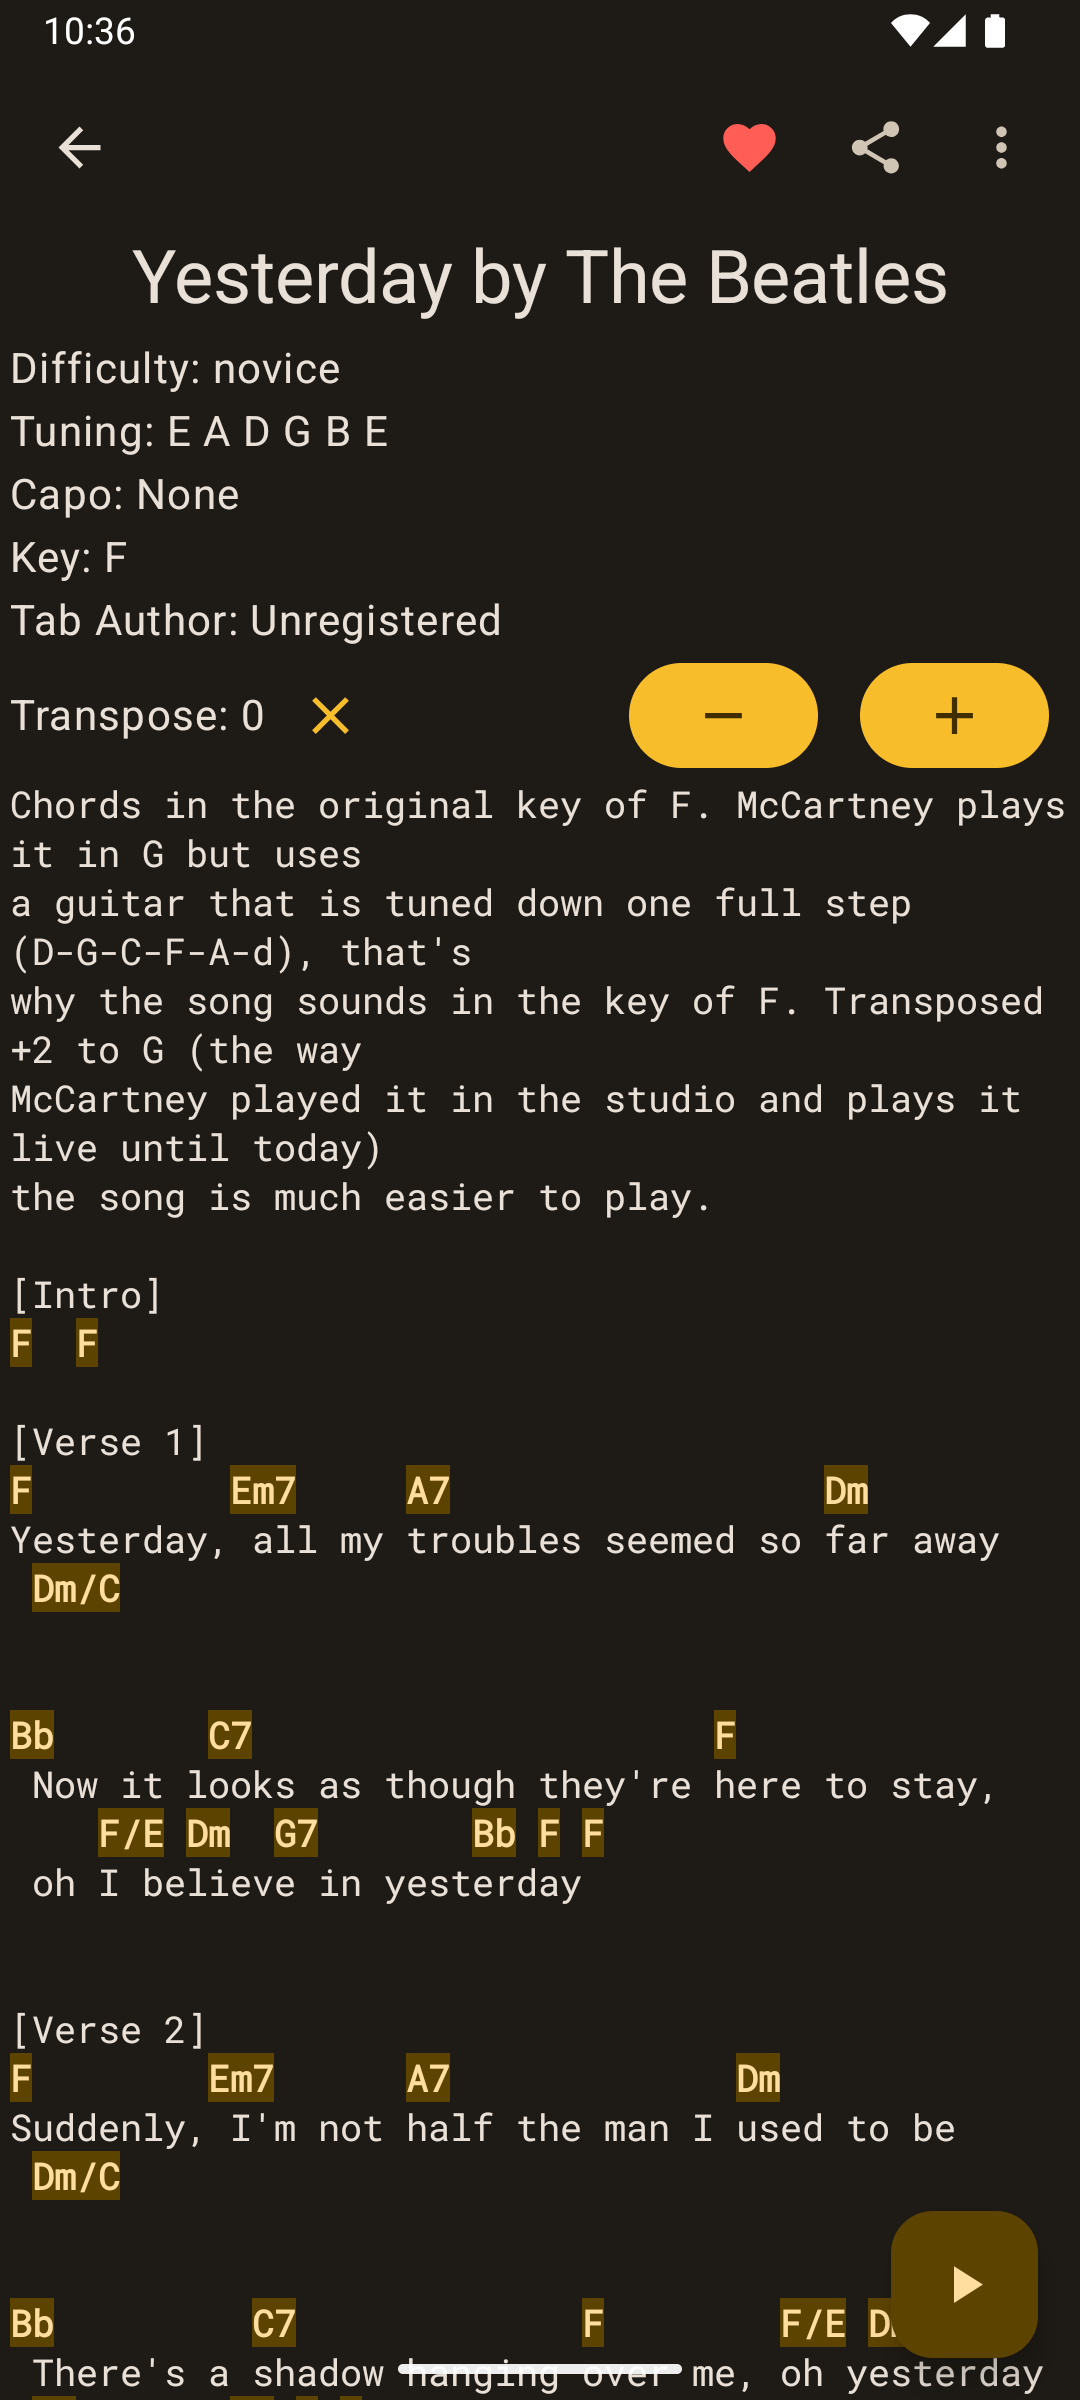 10:36
Yesterday by The Beatles
Difficulty: novice
Tuning: E A D G B E
Capo: None
Key: F
Tab Author: Unregistered
Transpose: 0
Chords in the original key of F. McCartney plays
it in G but uses
a guitar that is tuned down one full step
(D-G-C-F-A-d), that's
why the song sounds in the key of F. Transposed
+2 to G (the way
McCartney played it in the studio and plays it
live until today)
the song is much easier to play.
[Intro]
F  F
[Verse 1]
F         Em7     A7                 Dm
Yesterday, all my troubles seemed so far away
 Dm/C
Bb       C7                     F
 Now it looks as though they're here to stay,
    F/E Dm  G7       Bb F F
 oh I believe in yesterday
[Verse 2]
F        Em7      A7             Dm
Suddenly, I'm not half the man I used to be
 Dm/C
Bb         C7             F        F/E
 There's a shadow hanging over me, oh yesterday